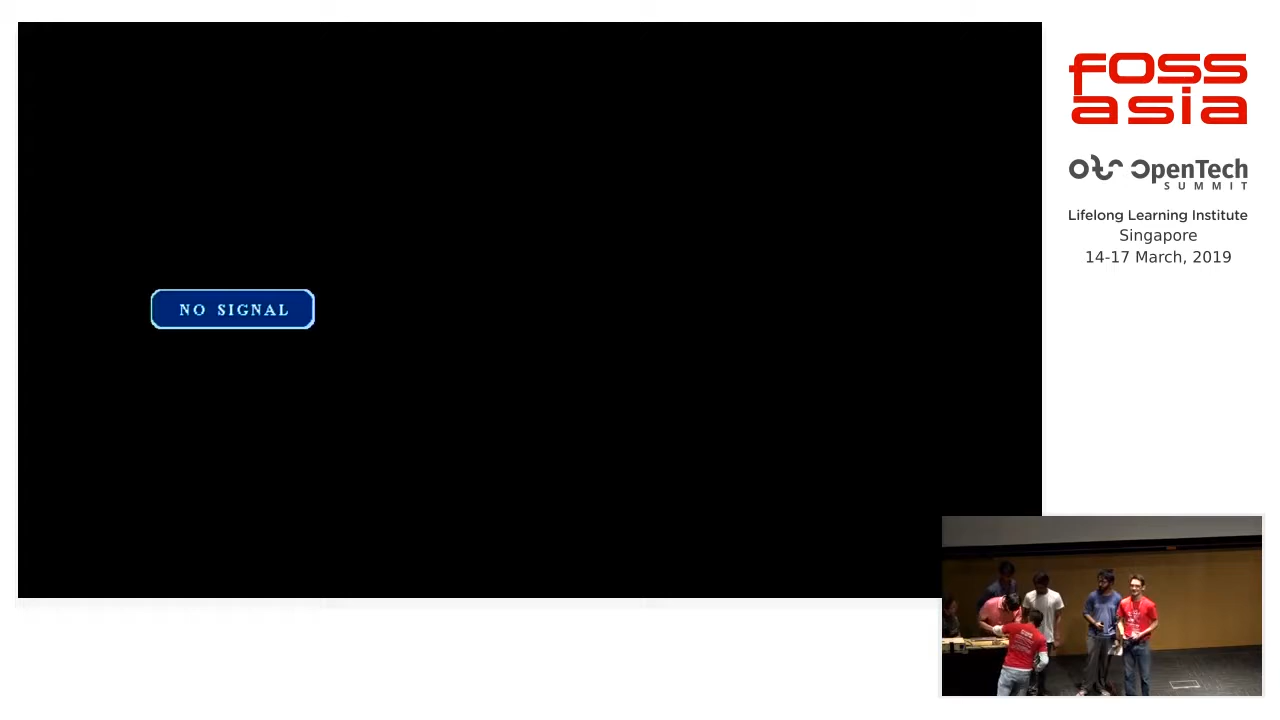 NO SIGNAL
foss
asia
OpenTech
SUMMIT
Lifelong Learning Institute
Singapore
14-17 March, 2019